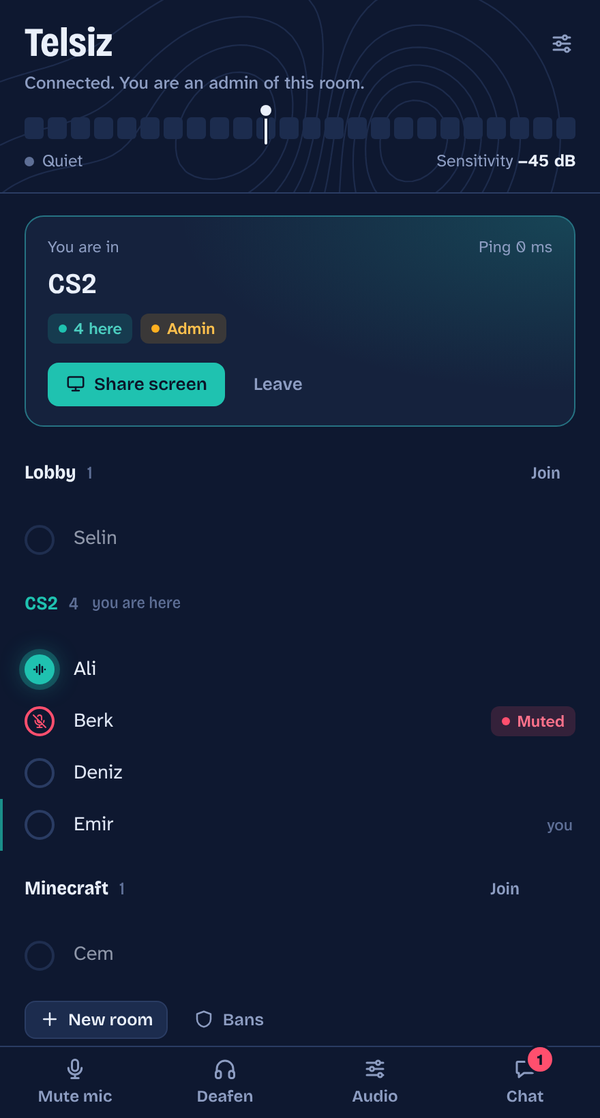 Telsiz
Connected. You are an admin of this room.
Quiet
Sensitivity –45 dB
You are in
Ping 0 ms
CS2
4 here
Admin
Share screen
Leave
Lobby 1
Join
Selin
CS2 4 you are here
Ali
Berk
Muted
Deniz
Emir
you
Minecraft 1
Join
Cem
New room
Bans
1
Mute mic
Deafen
Audio
Chat